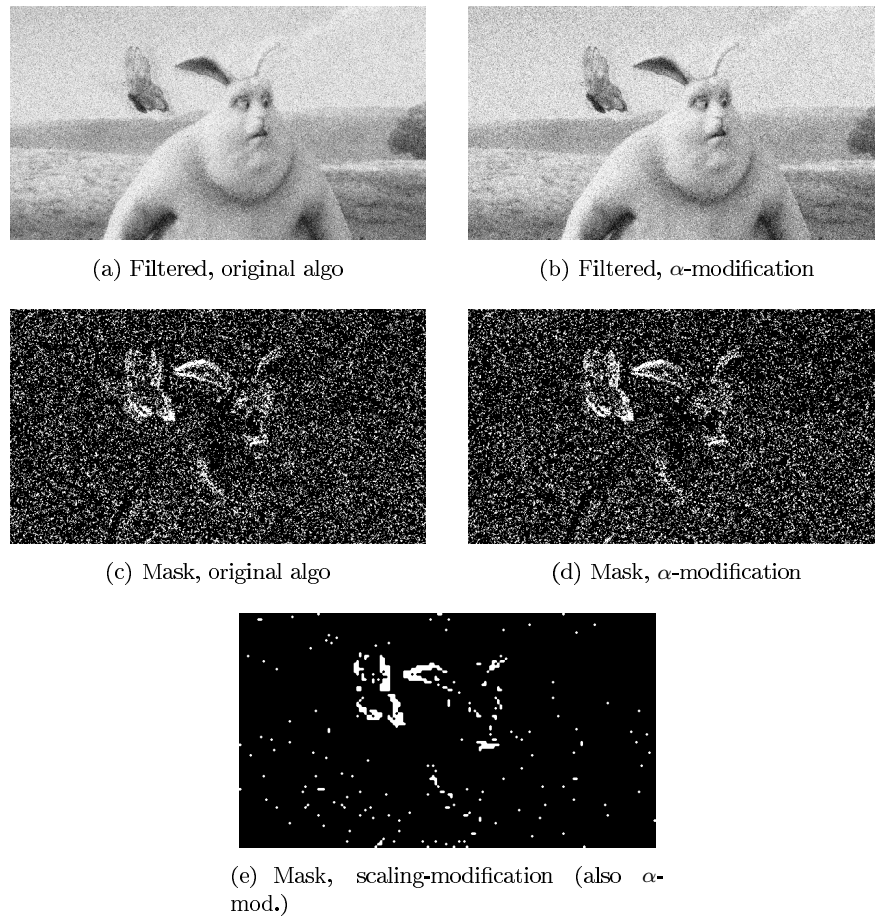 (a) Filtered, original algo
(b) Filtered, α-modification
(c) Mask, original algo
(d) Mask, α-modification
(e) Mask, scaling-modification (also α-
mod.)